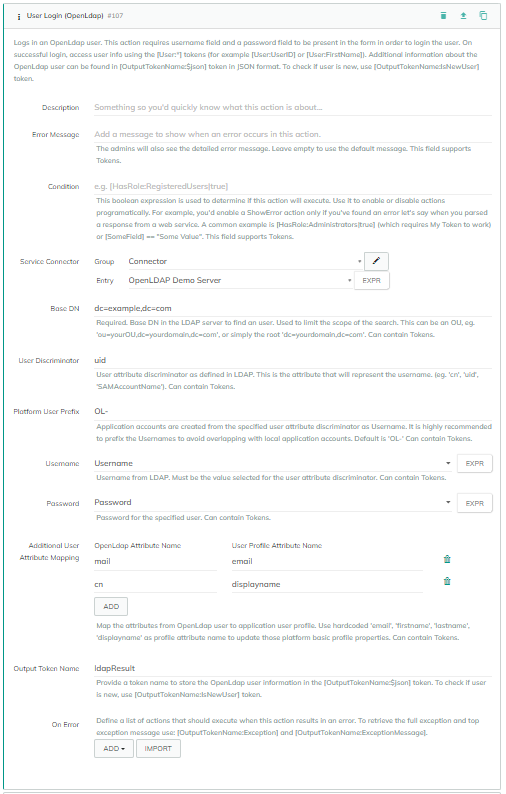 User Login (OpenLdap) #107
Logs in an OpenLdap user. This action requires username field and a password field to be present in the form in order to login the user. On
successful login, access user info using the [User:*] tokens (for example [User:UserID] or [User:FirstName]). Additional information about the
OpenLdap user can be found in [OutputTokenName:$json] token in JSON format. To check if user is new, use [OutputTokenName:IsNewUser]
token.
Description Something so you'd quickly know what this action is about...
Error Message Add a message to show when an error occurs in this action.
The admins will also see the detailed error message. Leave empty to use the default message. This field supports
Tokens.
Condition e.g. [HasRole:RegisteredUsers|true]
This boolean expression is used to determine if this action will execute. Use it to enable or disable actions
programatically. For example, you'd enable a ShowError action only if you've found an error let's say when you parsed
a response from a web service. A common example is [HasRole:Administrators|true] (which requires My Token to work)
or [SomeField] == "Some Value". This field supports Tokens.
Service Connector Group Connector
Entry OpenLDAP Demo Server EXPR
Base DN dc=example,dc=com
Required. Base DN in the LDAP server to find an user. Used to limit the scope of the search. This can be an OU, eg.
'ou=yourOU,dc=yourdomain,dc=com', or simply the root 'dc=yourdomain,dc=com'. Can contain Tokens.
User Discriminator uid
User attribute discriminator as defined in LDAP. This is the attribute that will represent the username. (eg. 'cn', 'uid',
'SAMAccountName'). Can contain Tokens.
Platform User Prefix OL-
Application accounts are created from the specified user attribute discriminator as Username. It is highly recommended
to prefix the Usernames to avoid overlapping with local application accounts. Default is 'OL-' Can contain Tokens.
Username Username EXPR
Username from LDAP. Must be the value selected for the user attribute discriminator. Can contain Tokens.
Password Password EXPR
Password for the specified user. Can contain Tokens.
Additional User
Attribute Mapping
OpenLdap Attribute Name User Profile Attribute Name
mail email
cn displayname
ADD
Map the attributes from OpenLdap user to application user profile. Use hardcoded 'email', 'firstname', 'lastname',
'displayname' as profile attribute name to update those platform basic profile properties. Can contain Tokens.
Output Token Name ldapResult
Provide a token name to store the OpenLdap user information in the [OutputTokenName:$json] token. To check if user
is new, use [OutputTokenName:IsNewUser] token.
On Error Define a list of actions that should execute when this action results in an error. To retrieve the full exception and top
exception message use: [OutputTokenName:Exception] and [OutputTokenName:ExceptionMessage].
ADD IMPORT